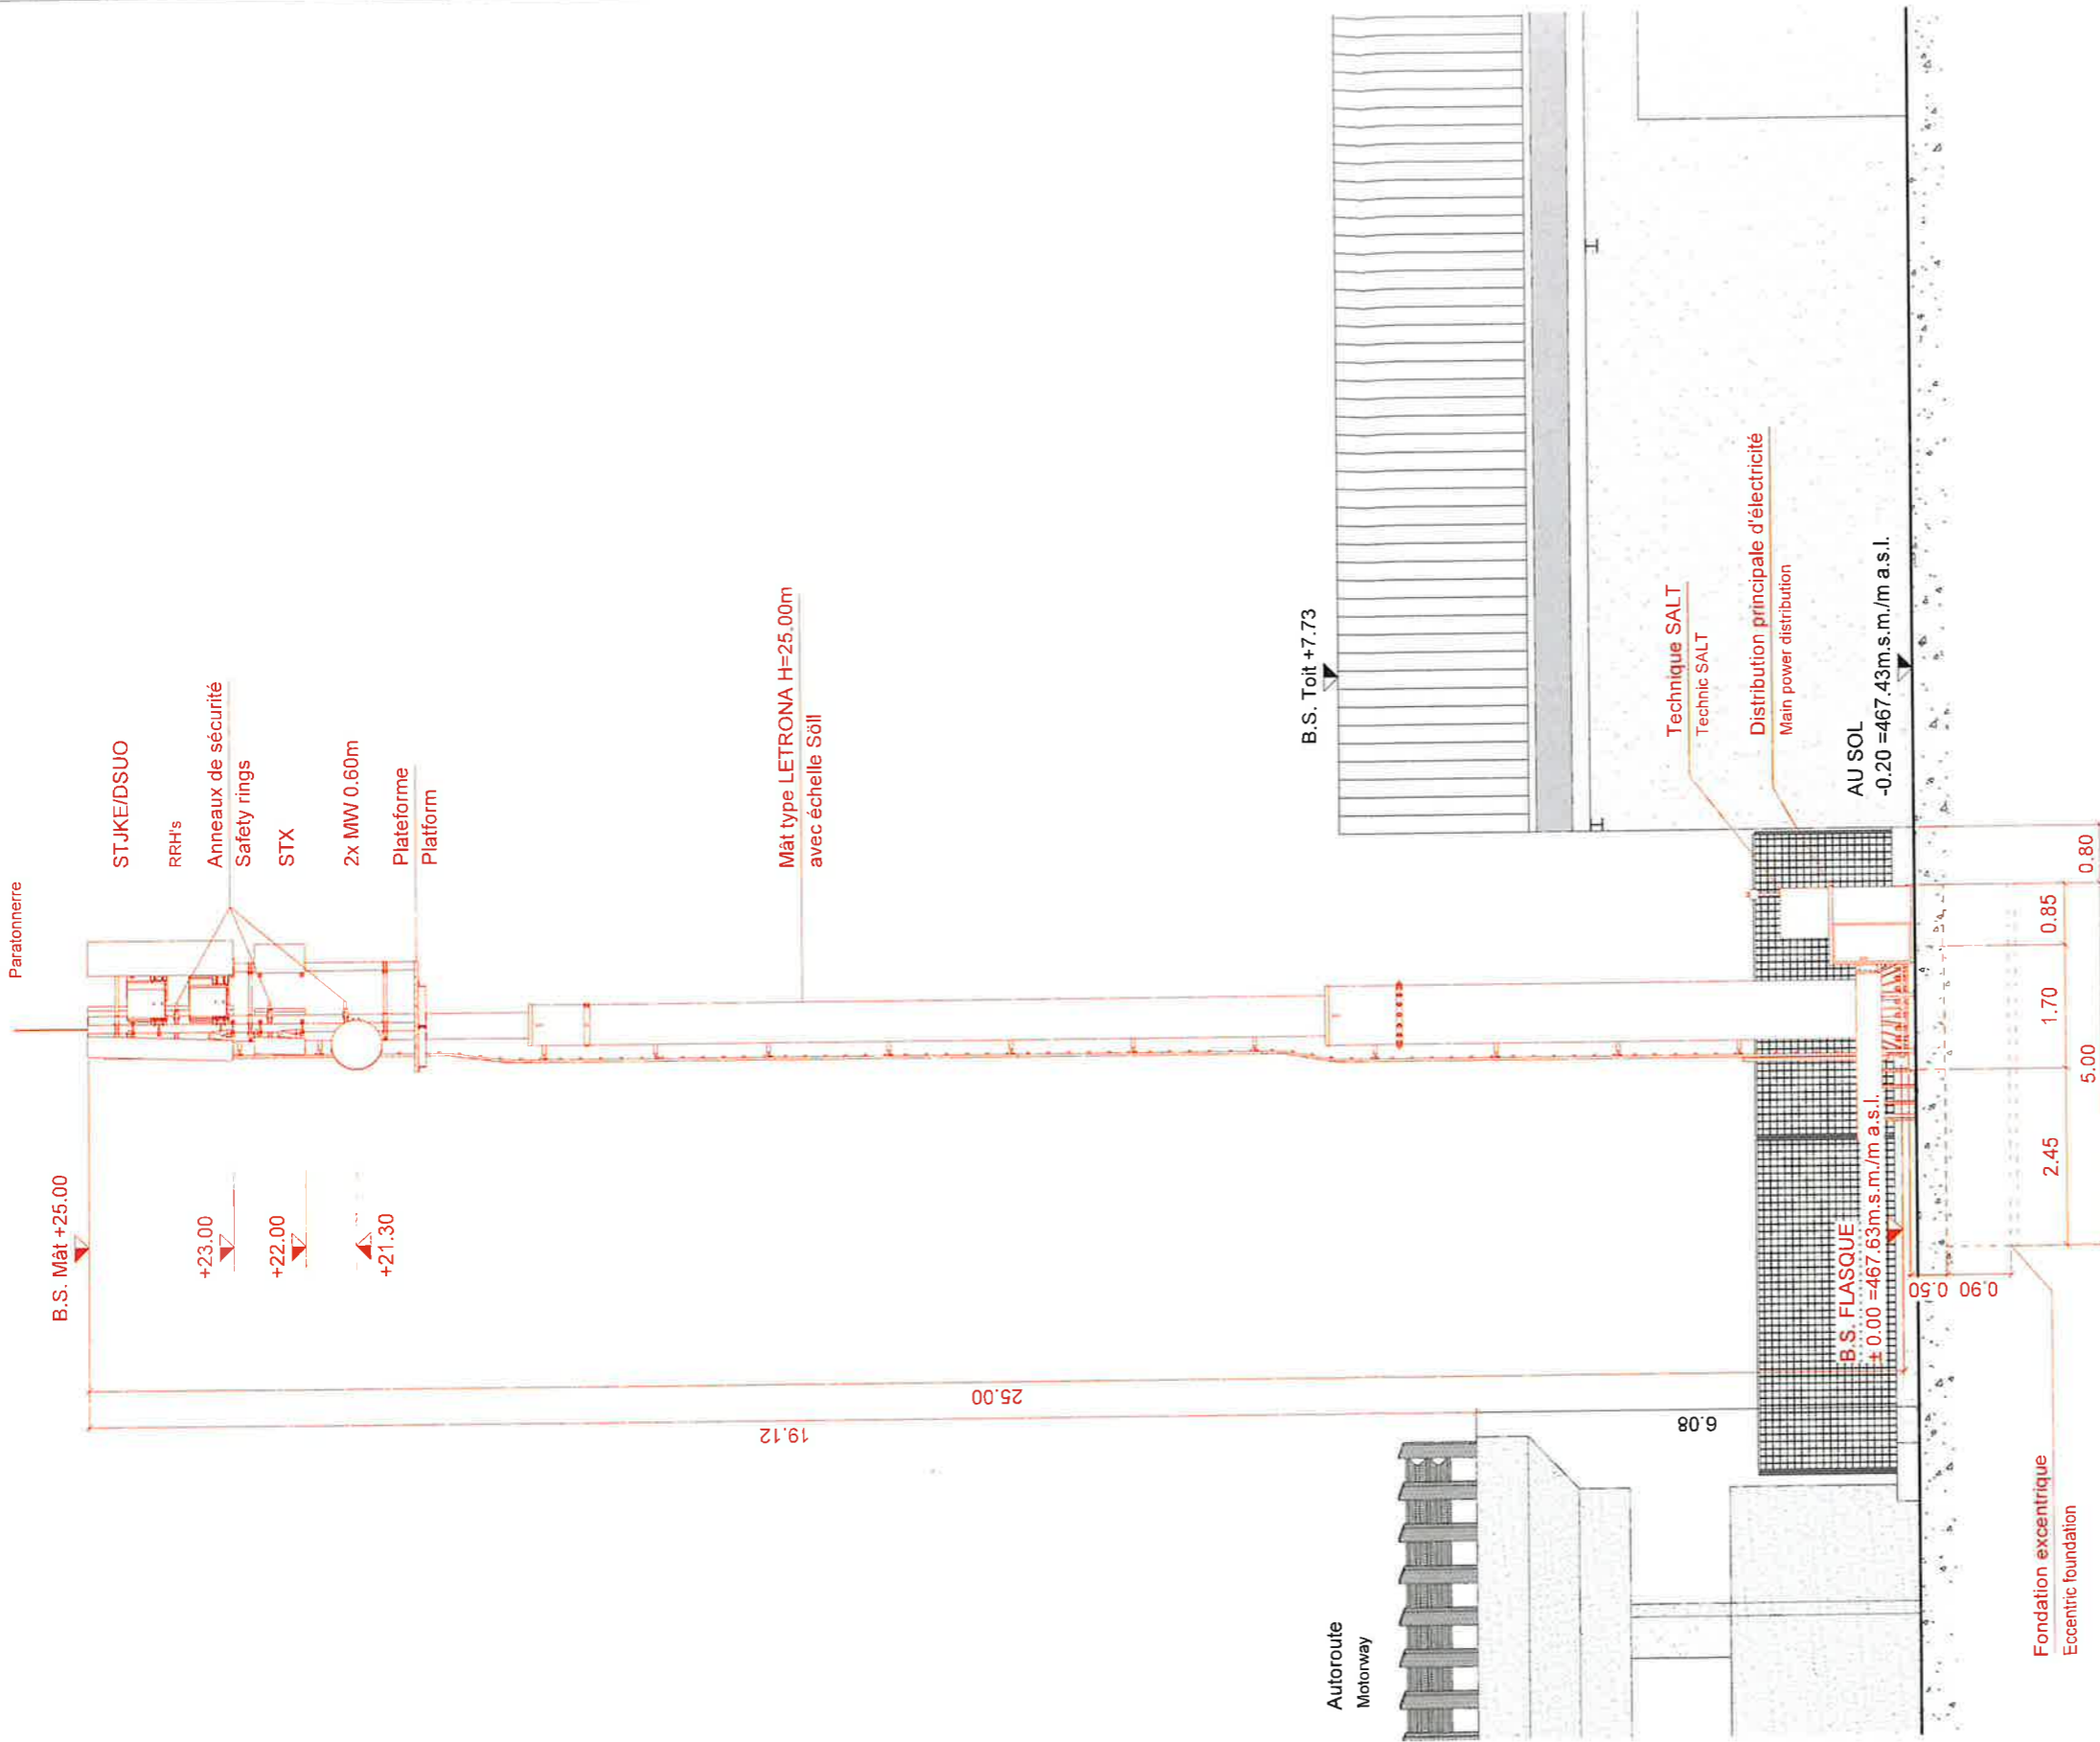 Paratonnerre
STJKE/DSUO
RRH's
Anneaux de sécurité
Safety rings
STX
2x MW 0.60m
Plateforme
Platform
B.S. Mât +25.00
+23.00
+22.00
+21.30
Mât type LETRONA H=25.00m
avec échelle Söll
25.00
19.12
B.S. Toit +7.73
6.08
Autoroute
Motorway
Technique SALT
Technic SALT
Distribution principale d'électricité
Main power distribution
AU SOL
-0.20 =467.43m.s.m./m a.s.l.
B.S. FLASQUE
± 0.00 =467.63m.s.m./m a.s.l.
0.50
0.90
2.45
1.70
0.85
0.80
5.00
Fondation excentrique
Eccentric foundation